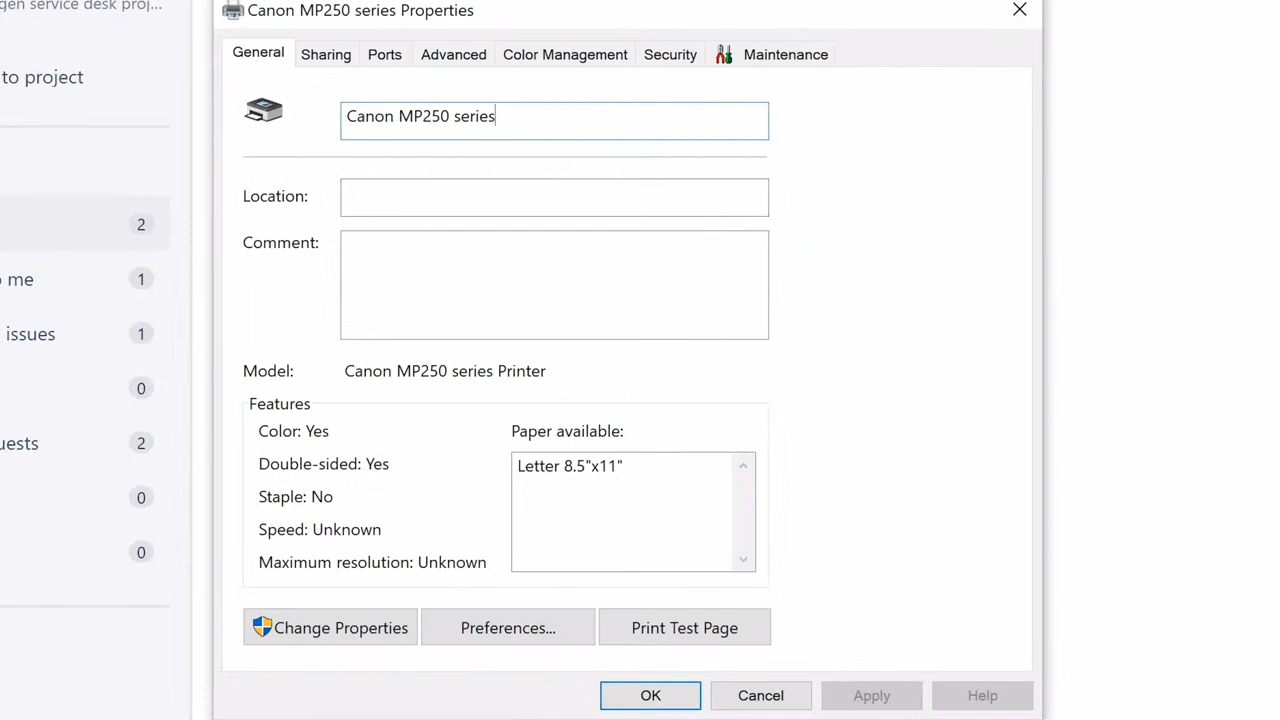 gen service desk proj...
to project
2
o me 1
issues 1
0
uests 2
0
0
Canon MP250 series Properties
General Sharing Ports Advanced Color Management Security Maintenance
Canon MP250 series
Location:
Comment:
Model: Canon MP250 series Printer
Features
Color: Yes
Double-sided: Yes
Staple: No
Speed: Unknown
Maximum resolution: Unknown
Paper available:
Letter 8.5"x11"
Change Properties Preferences... Print Test Page
OK Cancel Apply Help